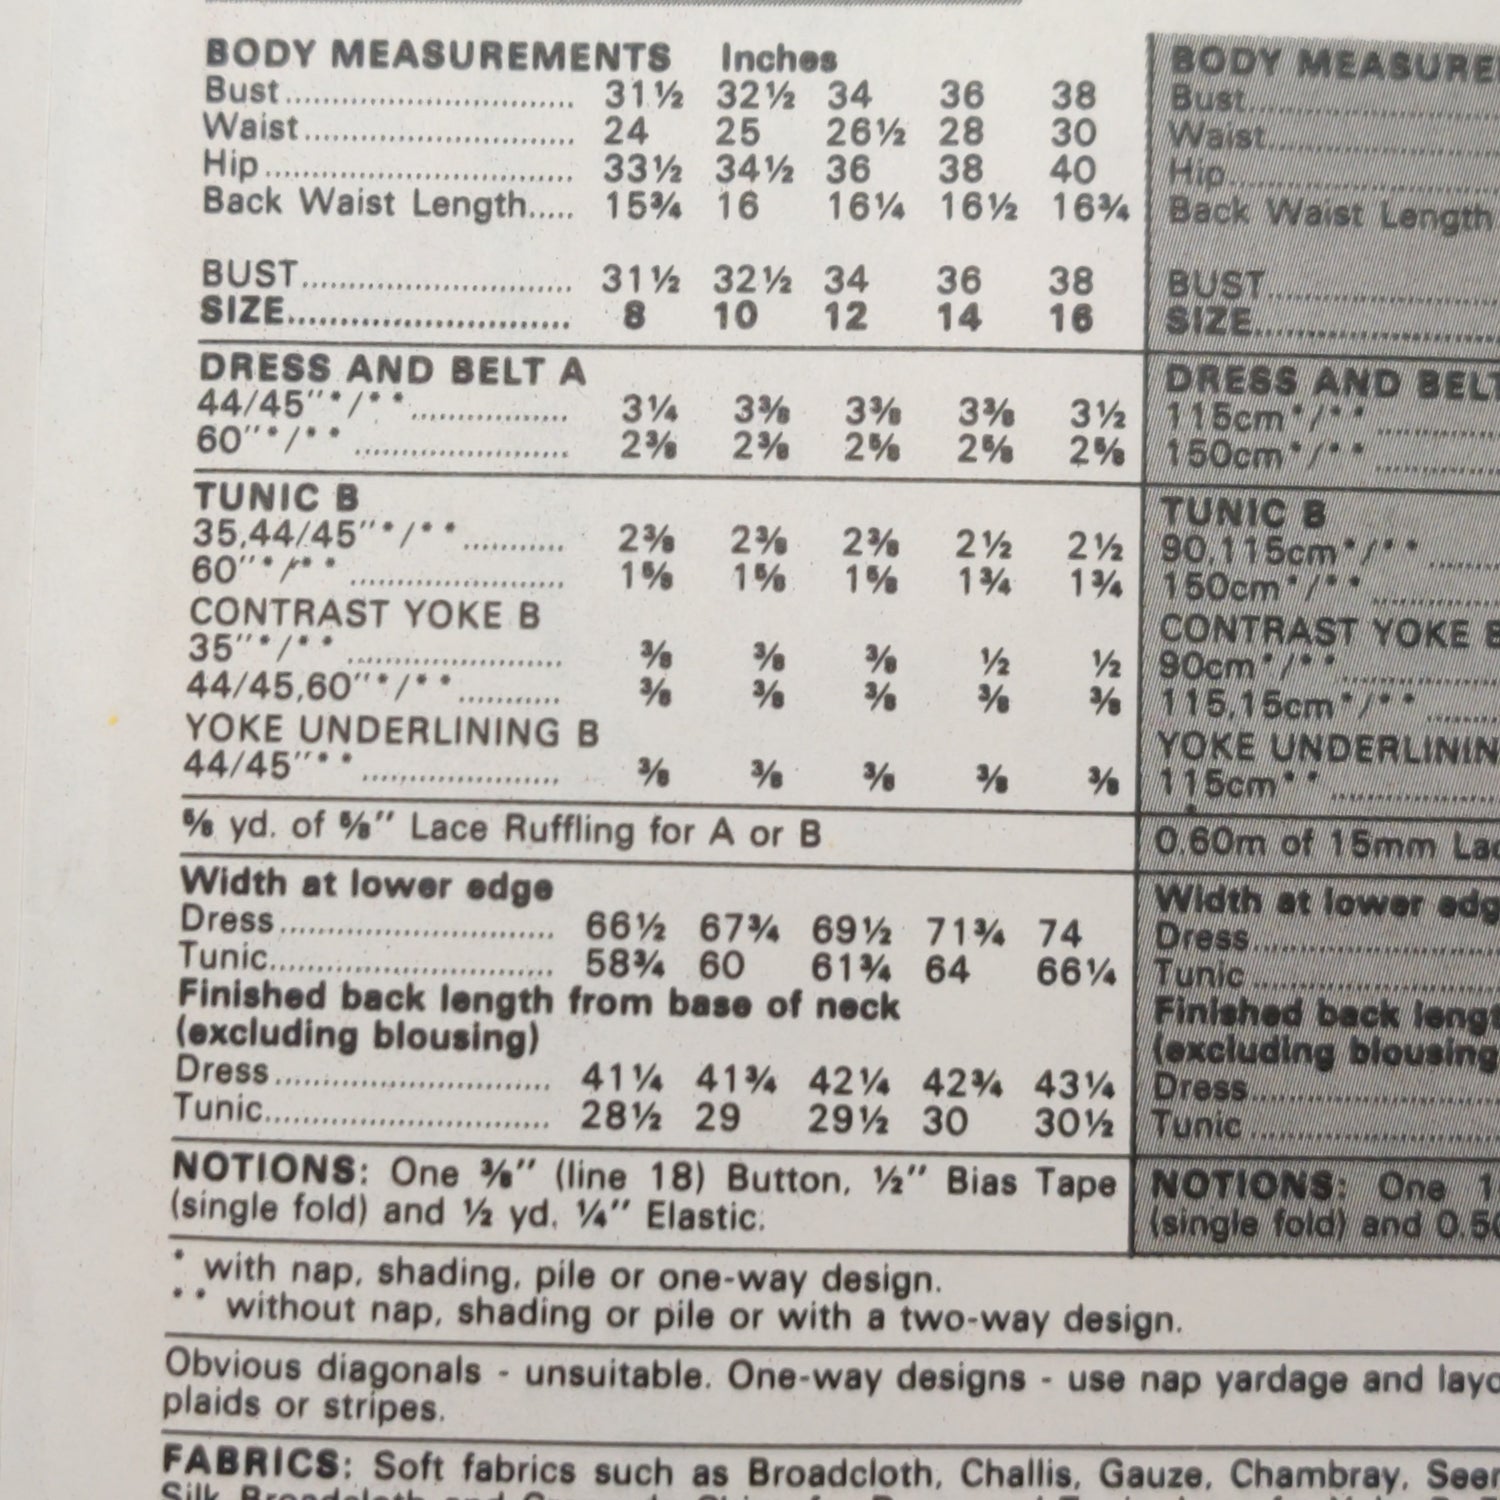 BODY MEASUREMENTS Inches
Bust.............................. 31½ 32½ 34 36 38
Waist............................ 24 25 26½ 28 30
Hip................................ 33½ 34½ 36 38 40
Back Waist Length..... 15¾ 16 16¼ 16½ 16¾
BUST............................ 31½ 32½ 34 36 38
SIZE............................. 8 10 12 14 16
DRESS AND BELT A
44/45"*/**................ 3¼ 3⅜ 3⅜ 3⅜ 3½
60"*/** ...................... 2⅜ 2⅜ 2⅝ 2⅝ 2⅝
TUNIC B
35,44/45"*/**.......... 2⅜ 2⅜ 2⅜ 2½ 2½
60"*/** ...................... 1⅝ 1⅝ 1⅝ 1¾ 1¾
CONTRAST YOKE B
35"*/** ...................... ⅜ ⅜ ⅜ ½ ½
44/45,60"*/**.......... ⅜ ⅜ ⅜ ⅜ ⅜
YOKE UNDERLINING B
44/45"** .................... ⅜ ⅜ ⅜ ⅜ ⅜
⅝ yd. of ⅝" Lace Ruffling for A or B
Width at lower edge
Dress............................ 66½ 67¾ 69½ 71¾ 74
Tunic............................ 58¾ 60 61¾ 64 66¼
Finished back length from base of neck
(excluding blousing)
Dress............................ 41¼ 41¾ 42¼ 42¾ 43¼
Tunic............................ 28½ 29 29½ 30 30½
NOTIONS: One ⅜" (line 18) Button, ½" Bias Tape
(single fold) and ½ yd. ¼" Elastic.
BODY MEASURE
Bust
Waist
Hip
Back Waist Length
BUST
SIZE
DRESS AND BELT
115cm*/**
150cm*/**
TUNIC B
90,115cm*/**
150cm*/**
CONTRAST YOKE B
90cm*/**
115,15cm*/**
YOKE UNDERLININ
115cm**
0.60m of 15mm Lac
Width at lower edg
Dress
Tunic
Finished back lengt
(excluding blousing
Dress
Tunic
NOTIONS: One 1
(single fold) and 0.50
* with nap, shading, pile or one-way design.
** without nap, shading or pile or with a two-way design.
Obvious diagonals - unsuitable. One-way designs - use nap yardage and layo
plaids or stripes.
FABRICS: Soft fabrics such as Broadcloth, Challis, Gauze, Chambray, Seer
Silk Broadcloth and